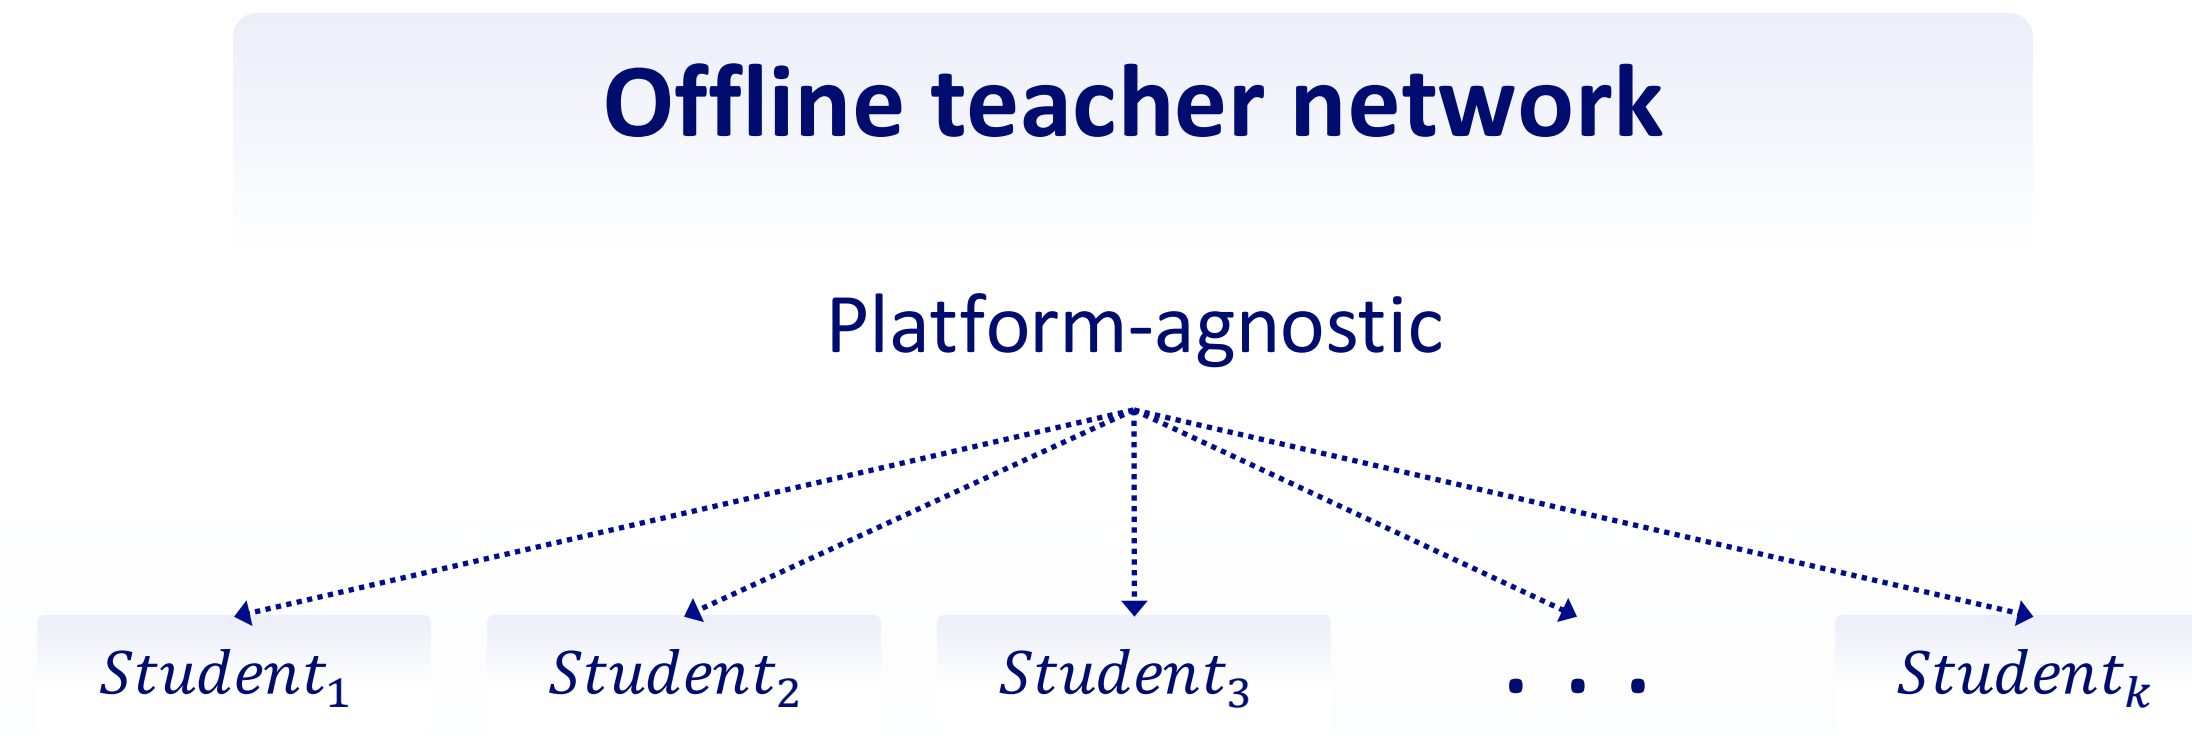 Offline teacher network
Platform-agnostic
Student₁ Student₂ Student₃ . . . Studentₖ